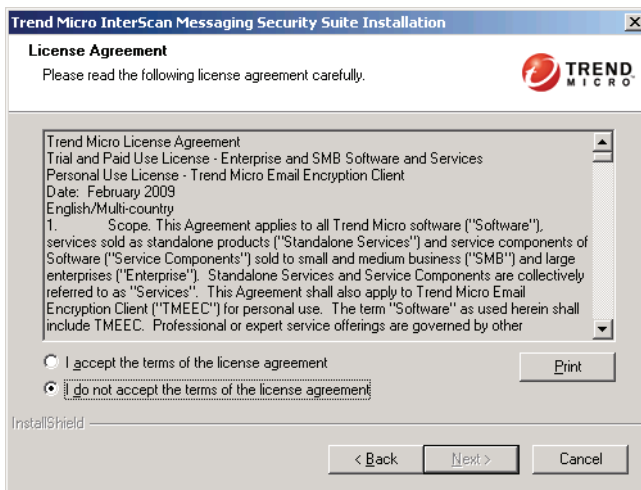 Trend Micro InterScan Messaging Security Suite Installation
License Agreement
Please read the following license agreement carefully.
TREND
MICRO
Trend Micro License Agreement
Trial and Paid Use License - Enterprise and SMB Software and Services
Personal Use License - Trend Micro Email Encryption Client
Date:  February 2009
English/Multi-country
1. Scope. This Agreement applies to all Trend Micro software ("Software"),
services sold as standalone products ("Standalone Services") and service components of
Software ("Service Components") sold to small and medium business ("SMB") and large
enterprises ("Enterprise").  Standalone Services and Service Components are collectively
referred to as "Services".  This Agreement shall also apply to Trend Micro Email
Encryption Client ("TMEEC") for personal use.  The term "Software" as used herein shall
include TMEEC.  Professional or expert service offerings are governed by other
I accept the terms of the license agreement
Print
I do not accept the terms of the license agreement
InstallShield
< Back
Next >
Cancel